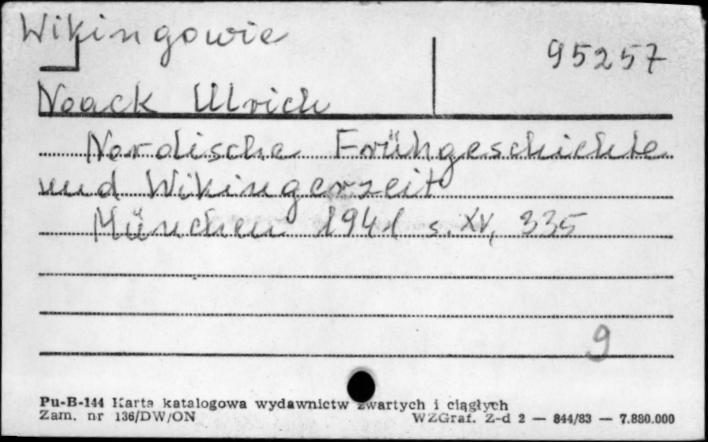 Wikingowie
95257
Noack Ulrich
Nordische Frühgeschichte
und Wikingerzeit
München 1941 s. XV, 335
9
Pu-B-144 Karta katalogowa wydawnictw zwartych i ciągłych
Zam. nr 136/DW/ON WZGraf. Z-d 2 — 844/83 — 7.880.000